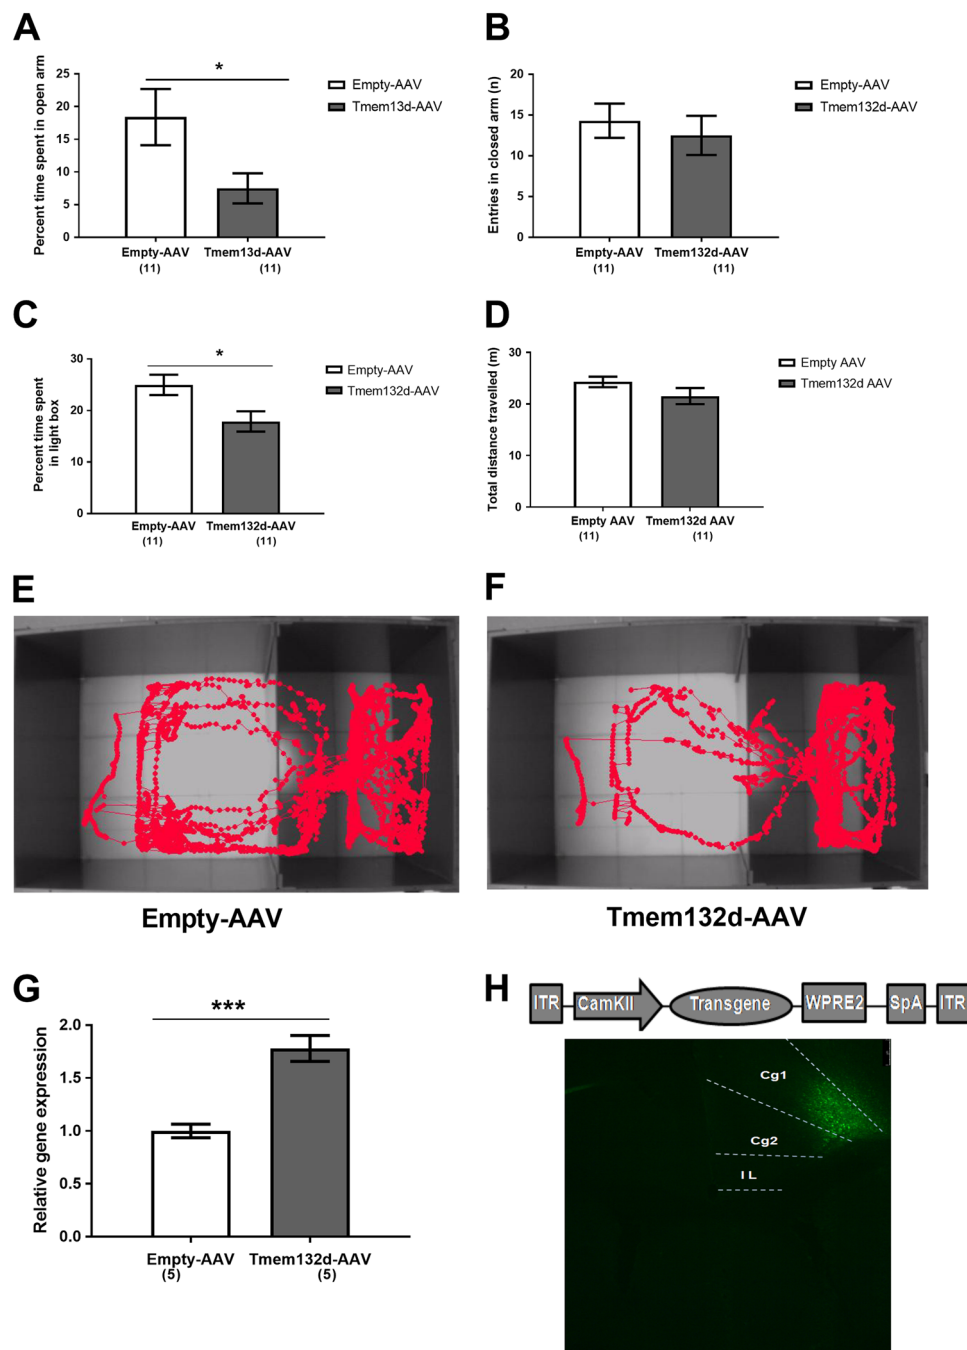 A
Percent time spent in open arm
25
20
15
10
5
0
*
Empty-AAV
Tmem13d-AAV
Empty-AAV
(11)
Tmem13d-AAV
(11)
B
Entries in closed arm (n)
20
15
10
5
0
Empty-AAV
Tmem132d-AAV
Empty-AAV
(11)
Tmem132d-AAV
(11)
C
Percent time spent
in light box
30
20
10
0
*
Empty-AAV
Tmem132d-AAV
Empty-AAV
(11)
Tmem132d-AAV
(11)
D
Total distance travelled (m)
30
20
10
0
Empty AAV
Tmem132d AAV
Empty AAV
(11)
Tmem132d AAV
(11)
E
Empty-AAV
F
Tmem132d-AAV
G
Relative gene expression
2.0
1.5
1.0
0.5
0.0
***
Empty-AAV
(5)
Tmem132d-AAV
(5)
H
ITR CamKII Transgene WPRE2 SpA ITR
Cg1
Cg2
IL